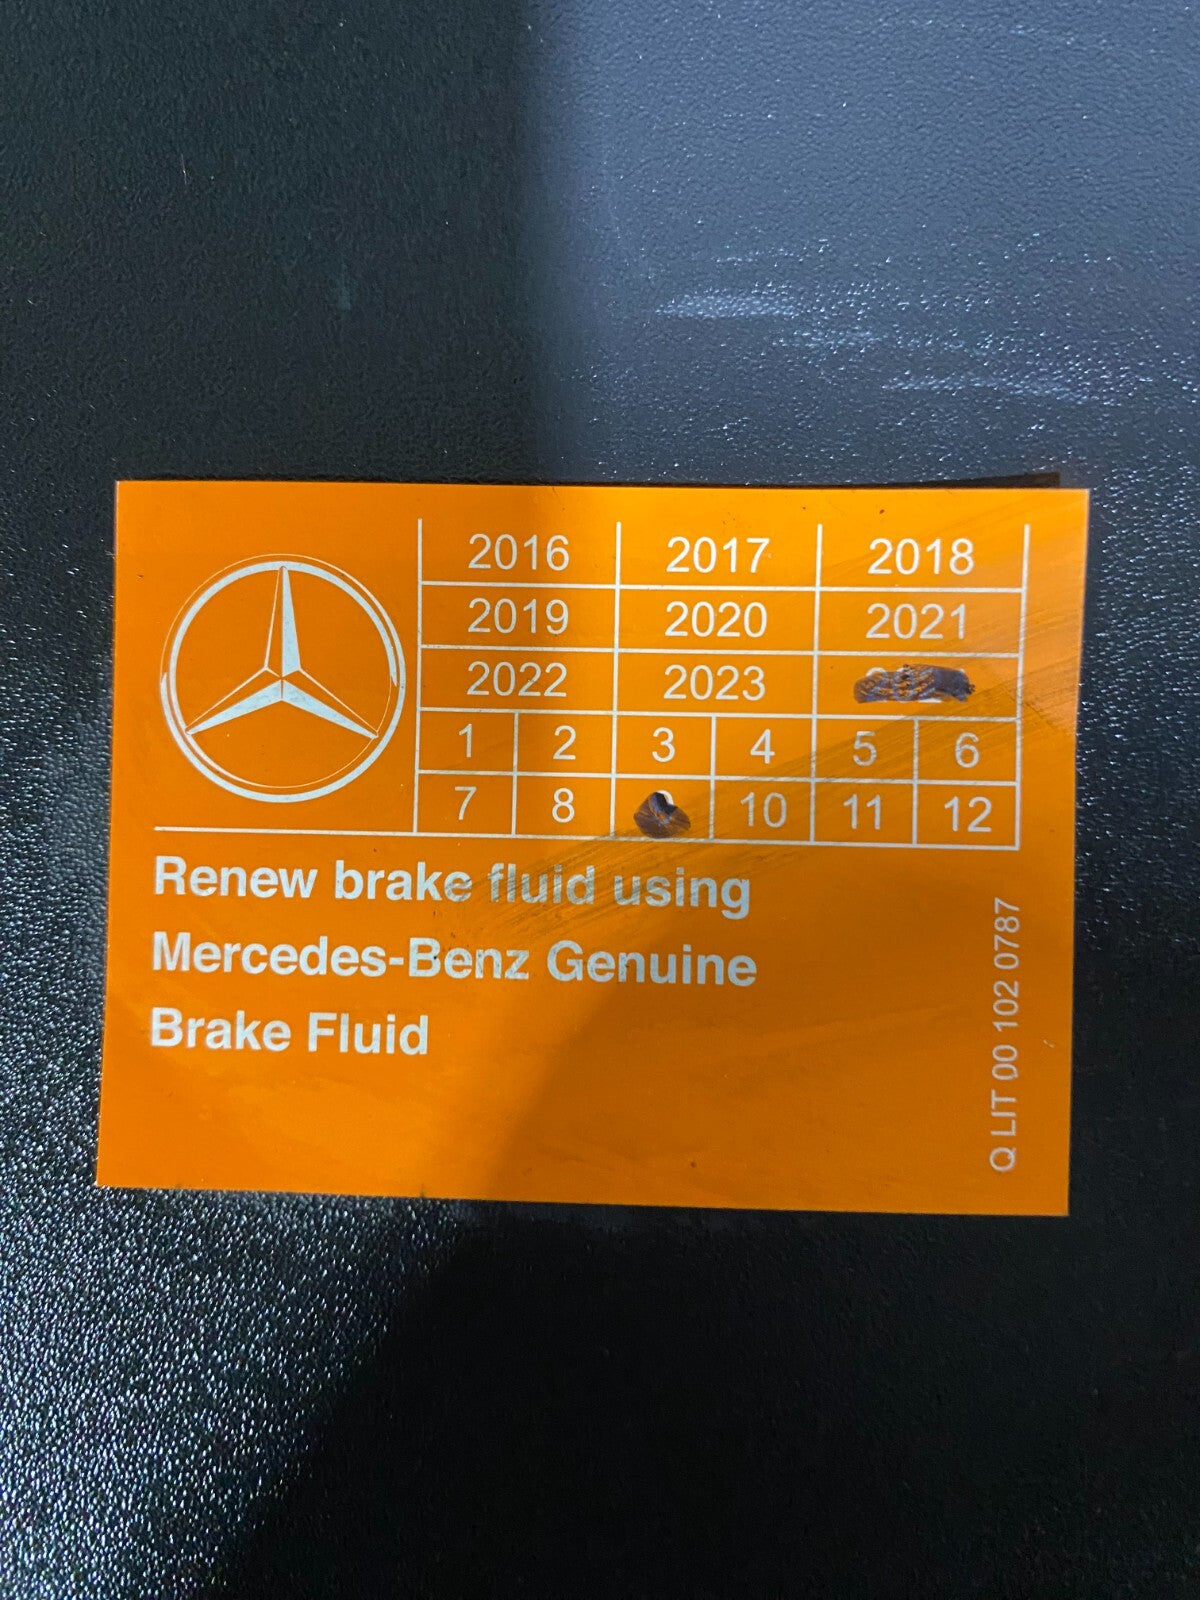 2016 2017 2018
2019 2020 2021
2022 2023
1 2 3 4 5 6
7 8 10 11 12
Renew brake fluid using
Mercedes-Benz Genuine
Brake Fluid
Q LIT 00 102 0787